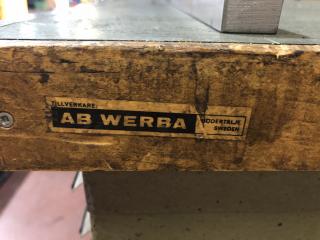 TILLVERKARE:
AB WERBA
SÖDERTÄLJE
SWEDEN